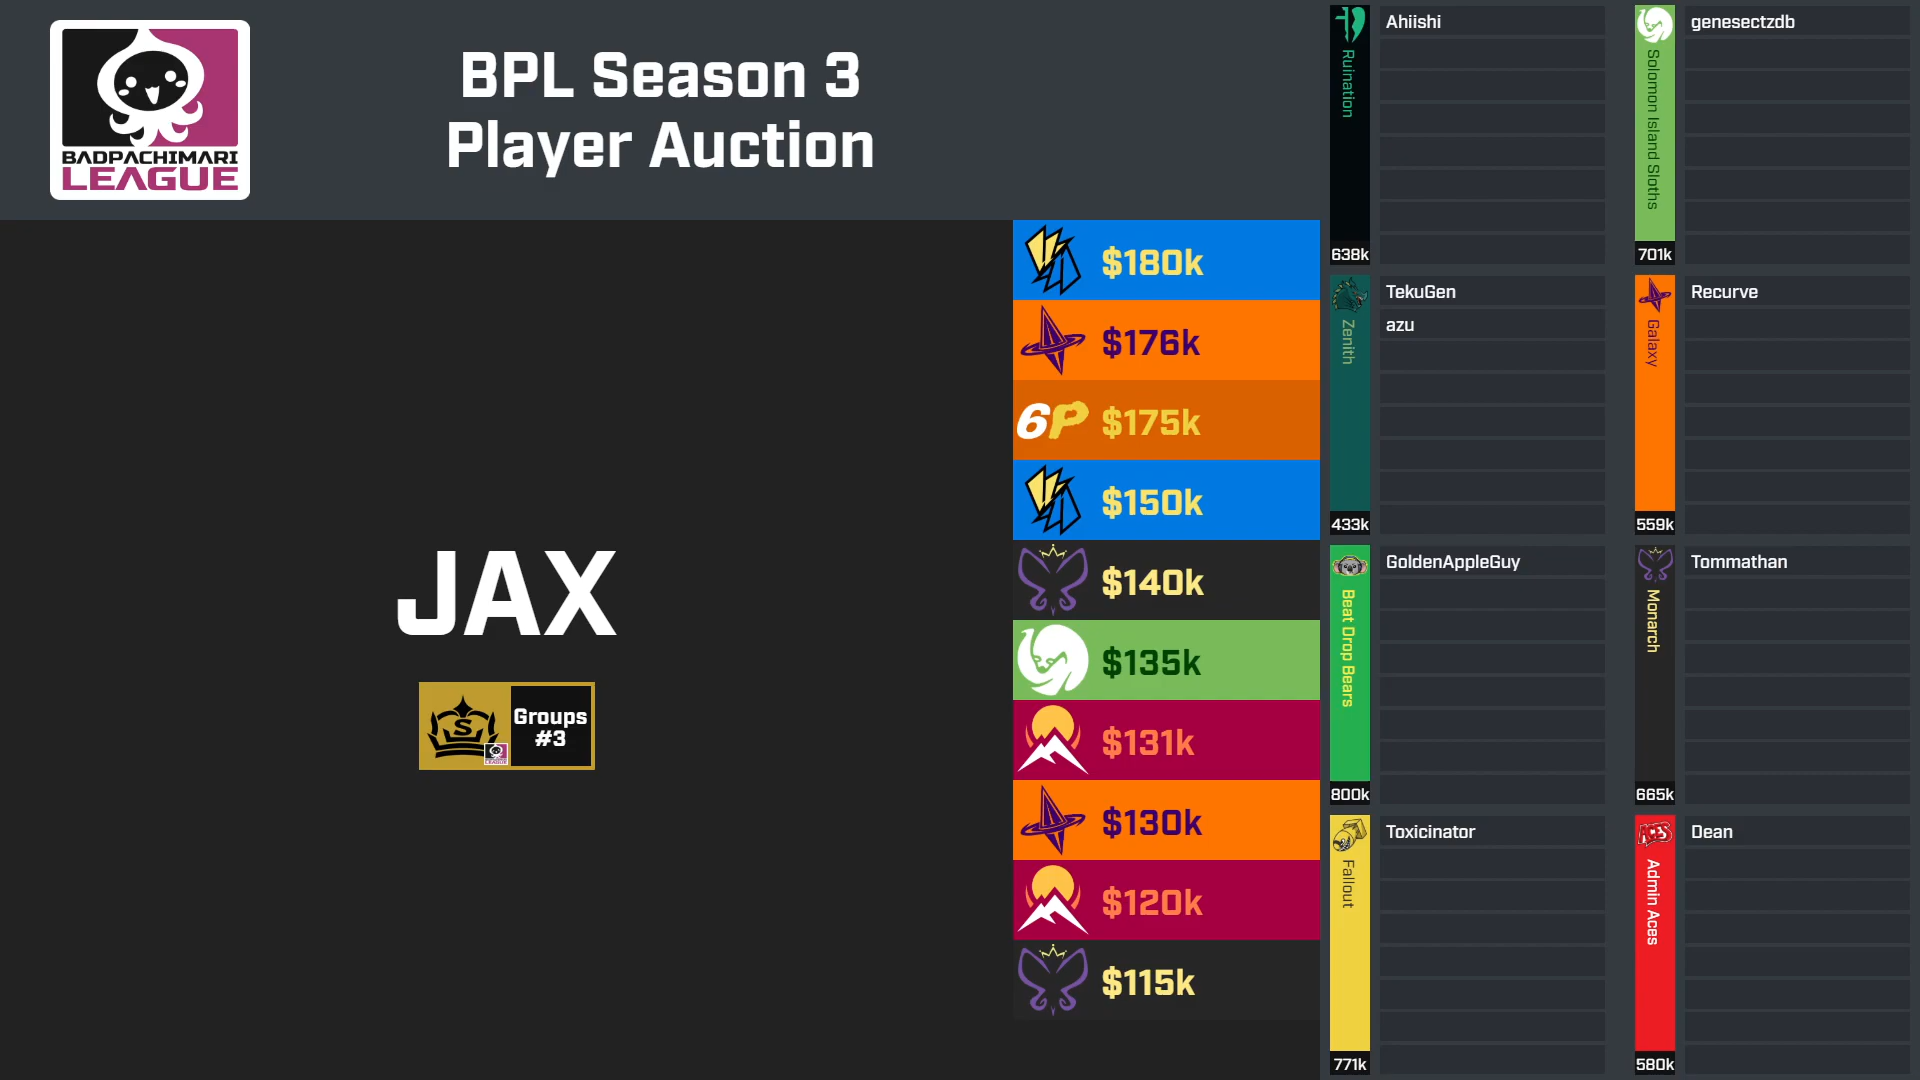 BADPACHIMARI
LEAGUE
BPL Season 3
Player Auction
JAX
S
Groups
#3
$180k
$176k
6P $175k
$150k
$140k
$135k
$131k
$130k
$120k
$115k
Ruination
638k
Ahiishi
Solomon Island Sloths
701k
genesectzdb
Zenith
433k
TekuGen
azu
Galaxy
559k
Recurve
Beat Drop Bears
800k
GoldenAppleGuy
Monarch
665k
Tommathan
Fallout
771k
Toxicinator
ACES
Admin Aces
580k
Dean